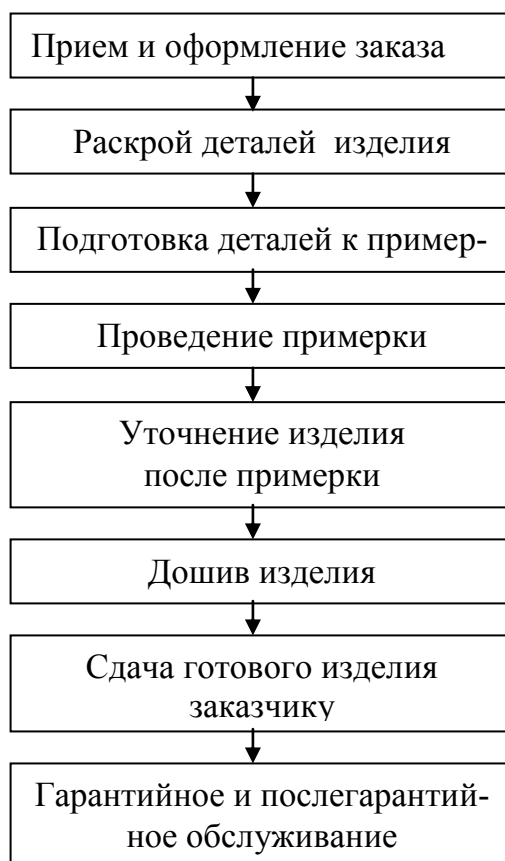 Прием и оформление заказа
Раскрой деталей изделия
Подготовка деталей к пример-
Проведение примерки
Уточнение изделия
после примерки
Дошив изделия
Сдача готового изделия
заказчику
Гарантийное и послегарантий-
ное обслуживание